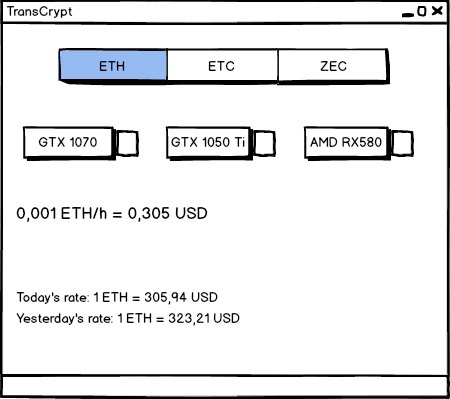 TransCrypt
ETH ETC ZEC
GTX 1070 GTX 1050 Ti AMD RX580
0,001 ETH/h = 0,305 USD
Today's rate: 1 ETH = 305,94 USD
Yesterday's rate: 1 ETH = 323,21 USD